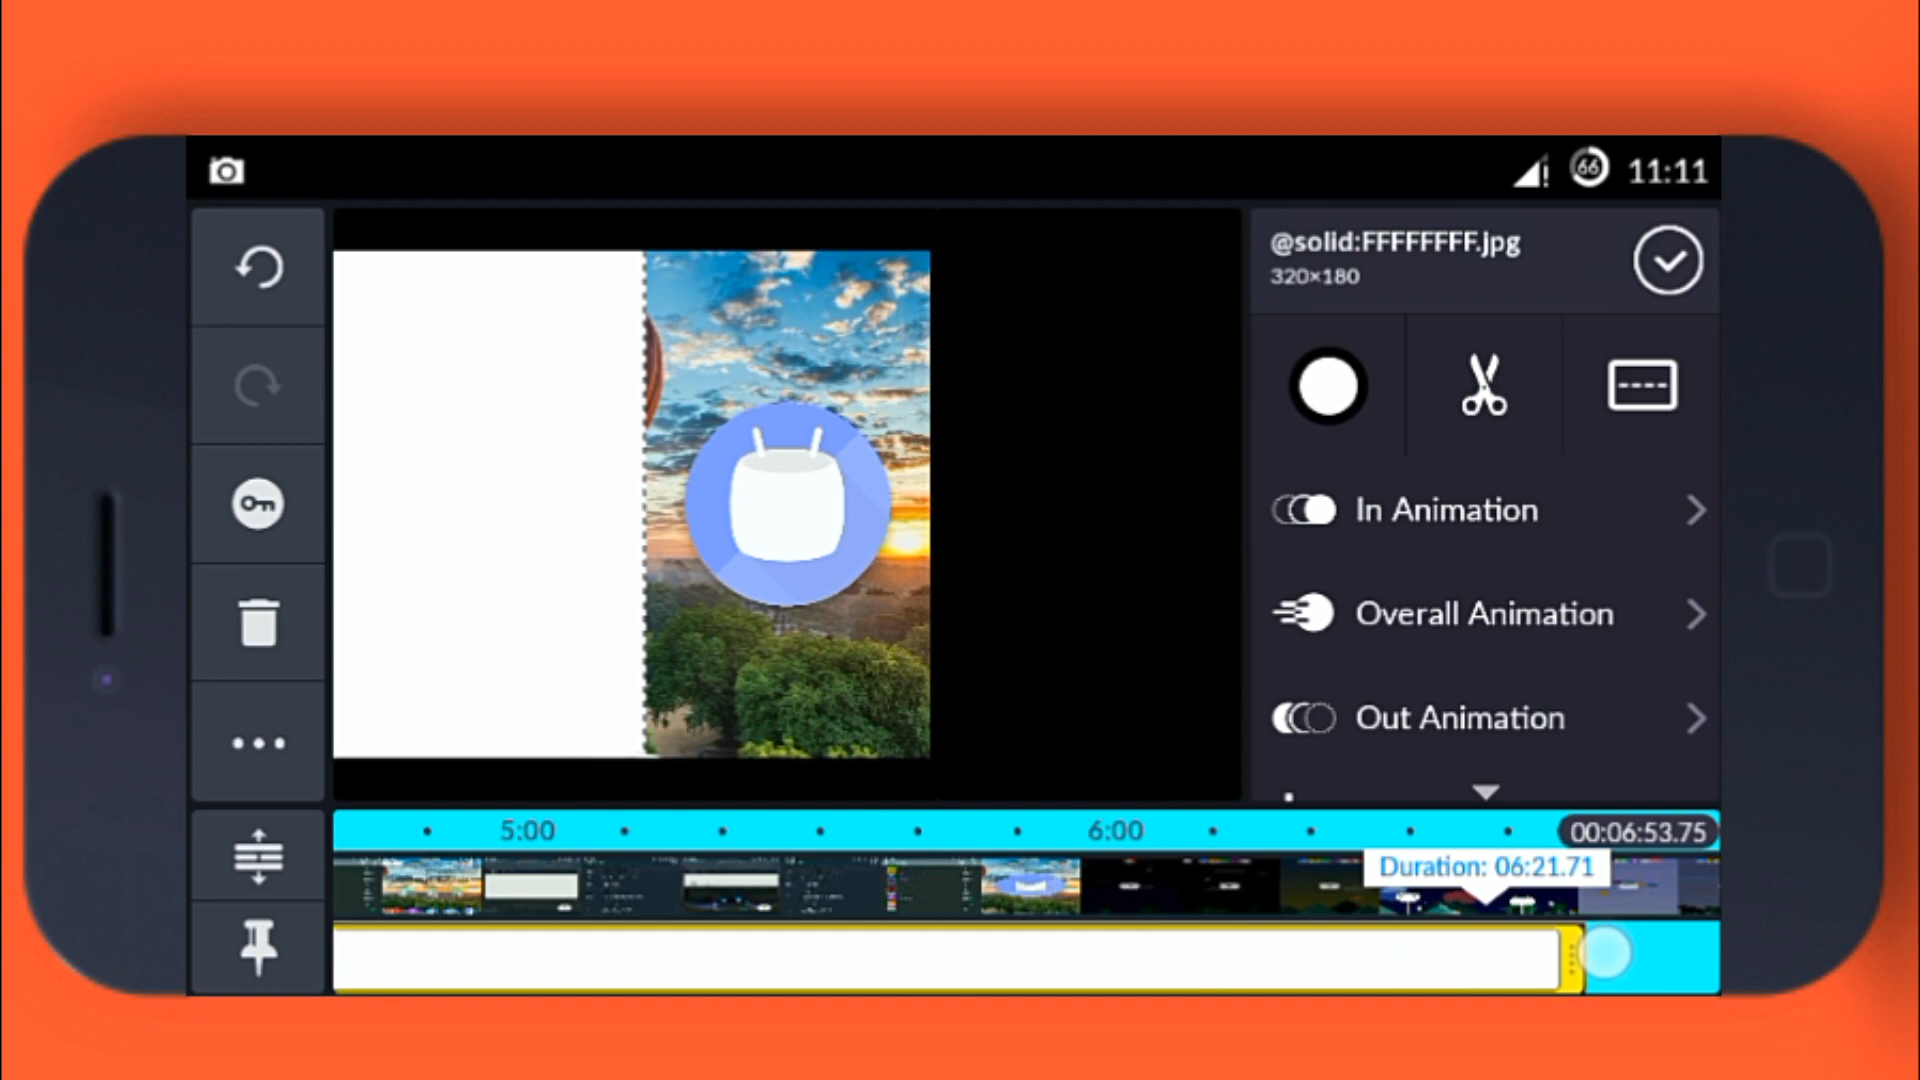 66 11:11
@solid:FFFFFFFF.jpg
320×180
In Animation
Overall Animation
Out Animation
5:00 6:00 00:06:53.75
Duration: 06:21.71